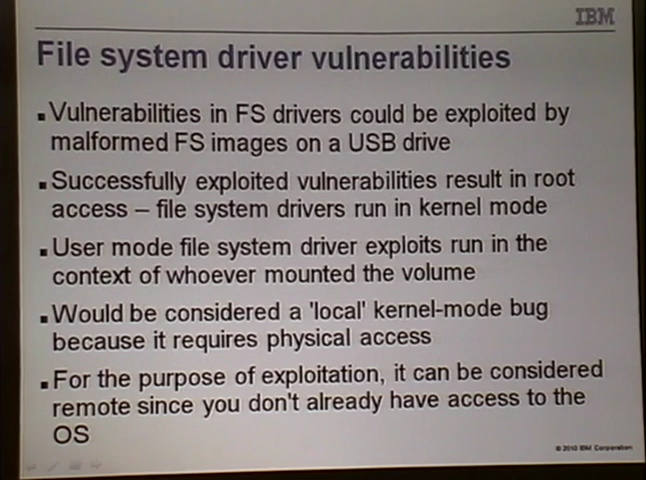 IBM
File system driver vulnerabilities
▪Vulnerabilities in FS drivers could be exploited by
malformed FS images on a USB drive
▪Successfully exploited vulnerabilities result in root
access – file system drivers run in kernel mode
▪User mode file system driver exploits run in the
context of whoever mounted the volume
▪Would be considered a 'local' kernel-mode bug
because it requires physical access
▪For the purpose of exploitation, it can be considered
remote since you don't already have access to the
OS
© 2010 IBM Corporation